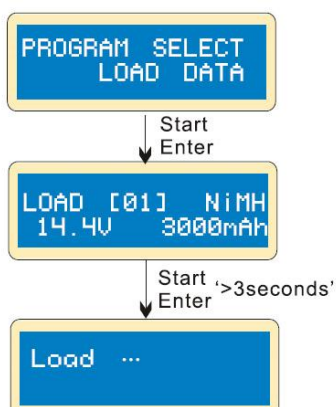 PROGRAM SELECT
LOAD DATA
Start
Enter
LOAD [01] NiMH
14.4V 3000mAh
Start
Enter '>3seconds'
Load ...